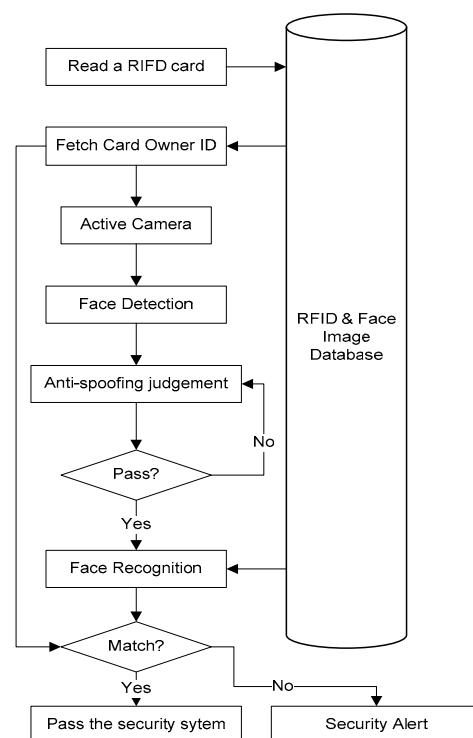 Read a RIFD card
Fetch Card Owner ID
Active Camera
Face Detection
RFID & Face
Image
Database
Anti-spoofing judgement
No
Pass?
Yes
Face Recognition
Match?
Yes
No
Pass the security sytem
Security Alert